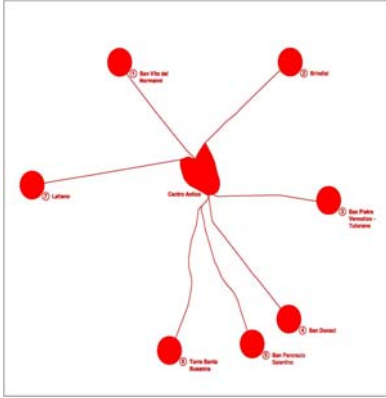 1 San Vito dei
Normanni
2 Brindisi
7 Latiano
Centro Antico
3 San Pietro
Vernotico -
Tuturano
4 San Donaci
5 San Pancrazio
Salentino
6 Torre Santa
Susanna